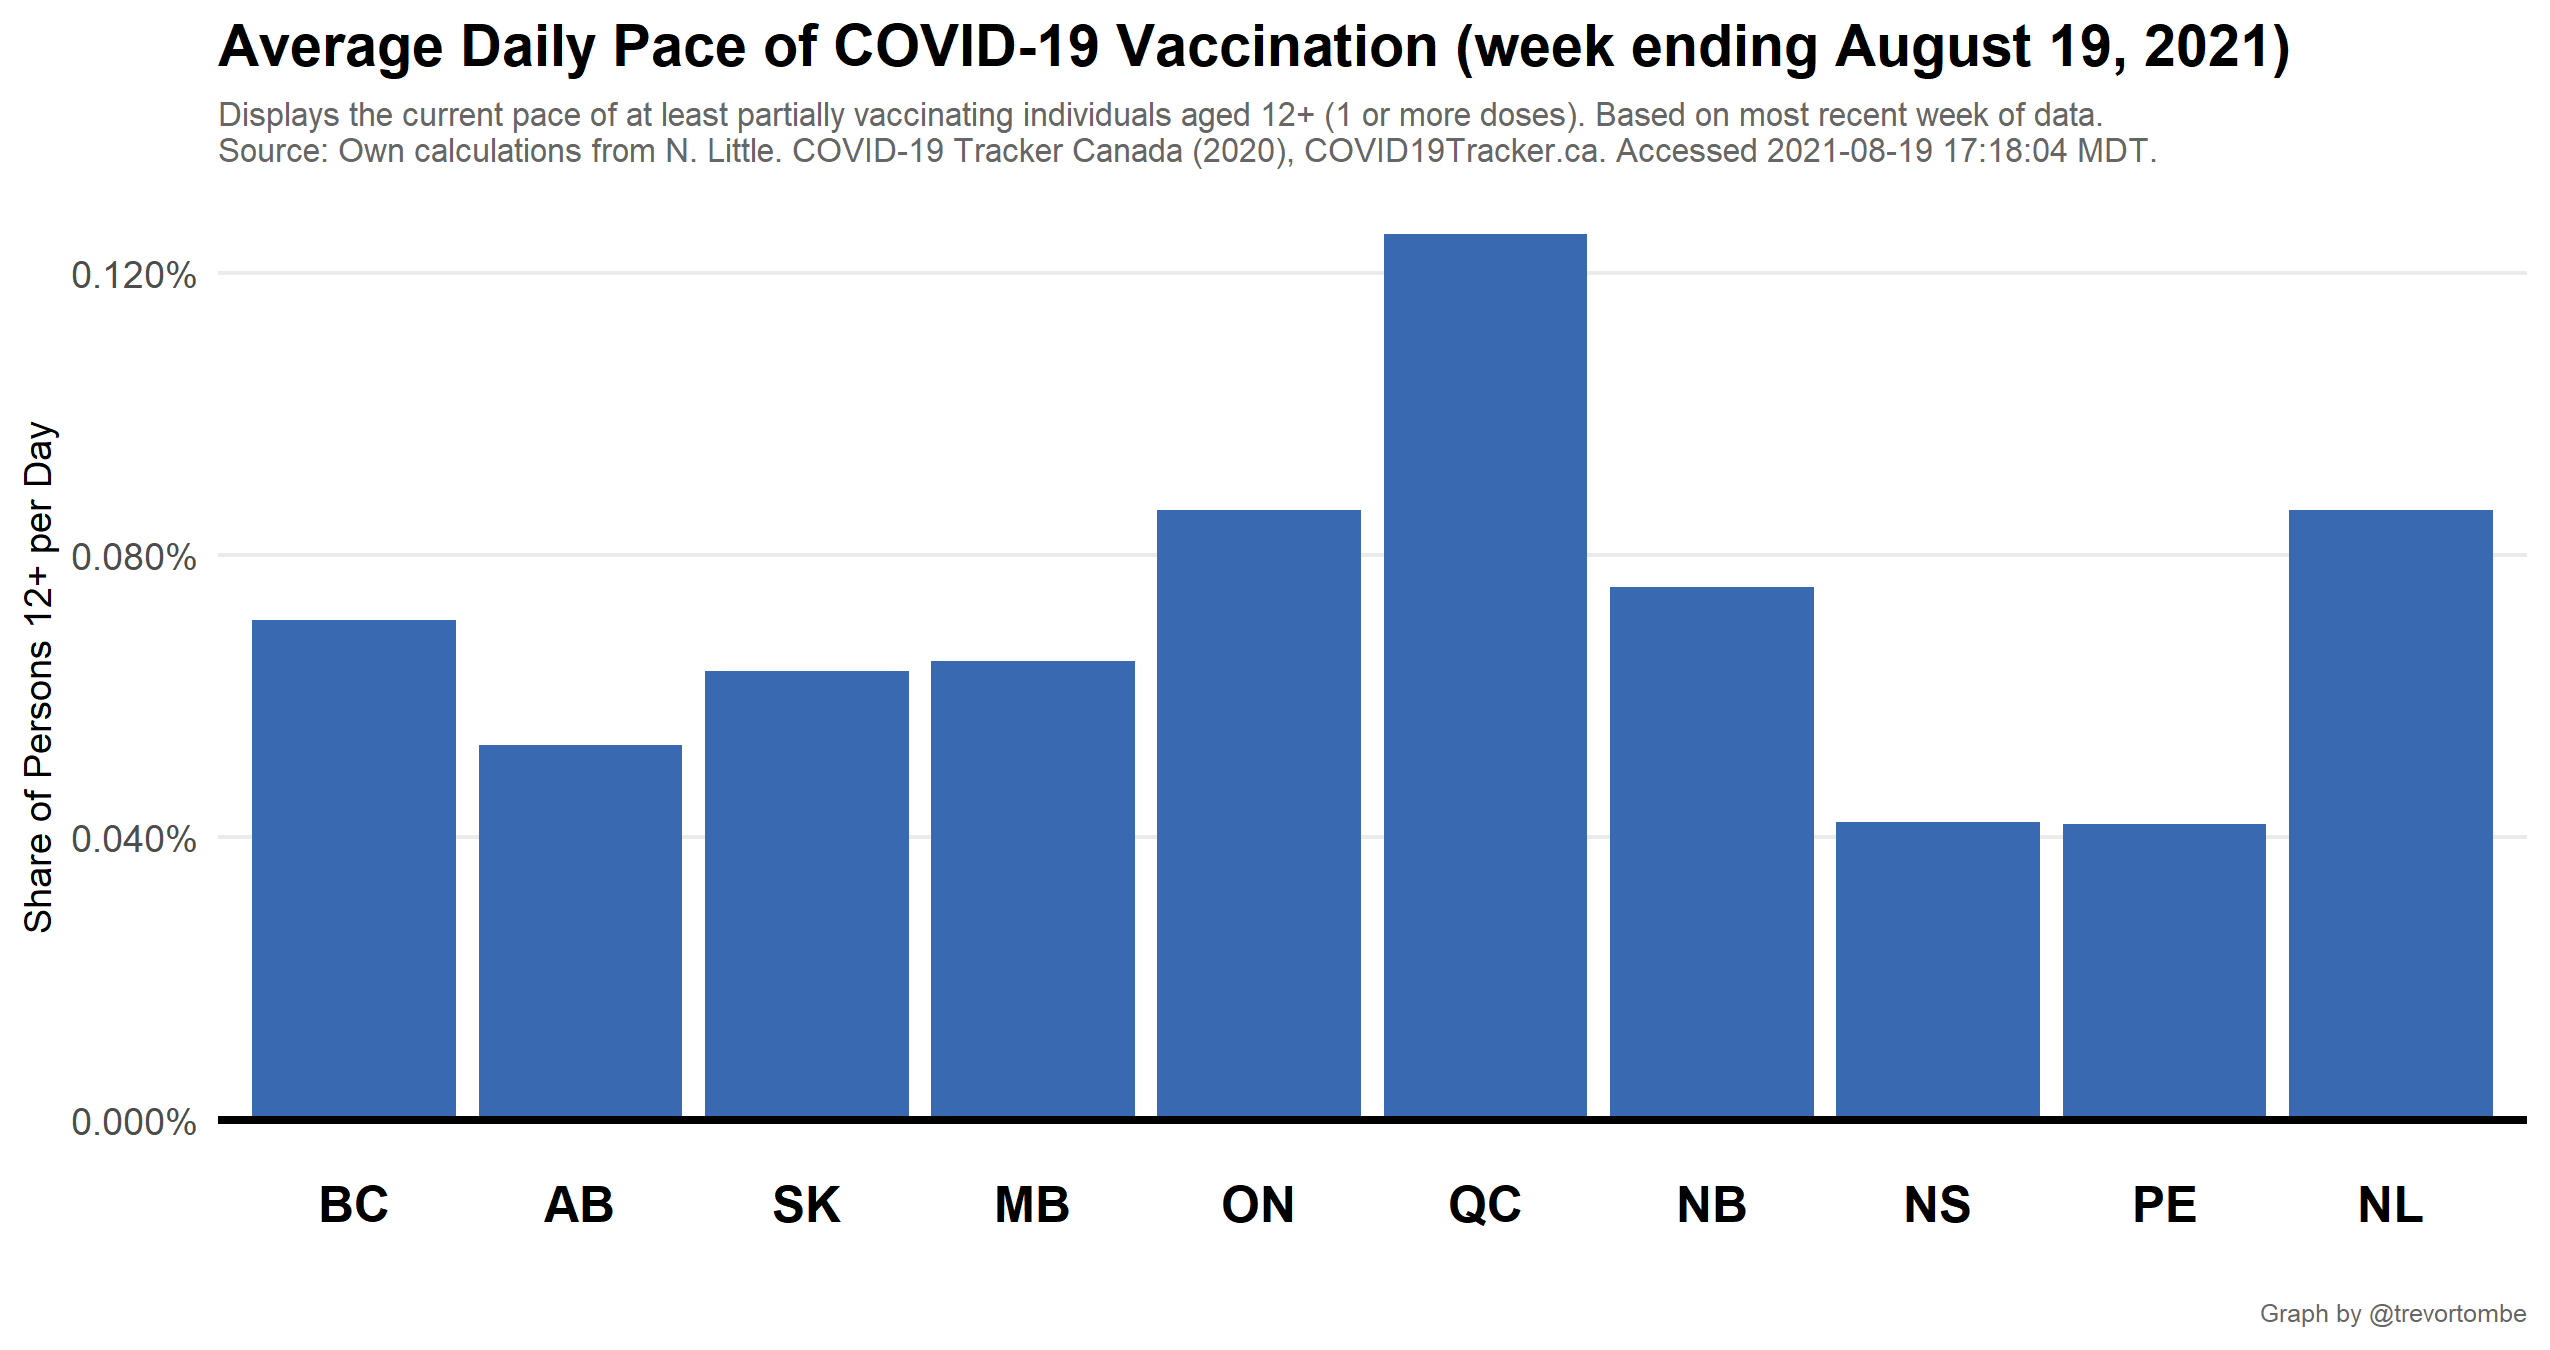 Average Daily Pace of COVID-19 Vaccination (week ending August 19, 2021)
Displays the current pace of at least partially vaccinating individuals aged 12+ (1 or more doses). Based on most recent week of data.
Source: Own calculations from N. Little. COVID-19 Tracker Canada (2020), COVID19Tracker.ca. Accessed 2021-08-19 17:18:04 MDT.
Share of Persons 12+ per Day
0.120%
0.080%
0.040%
0.000%
BC AB SK MB ON QC NB NS PE NL
Graph by @trevortombe